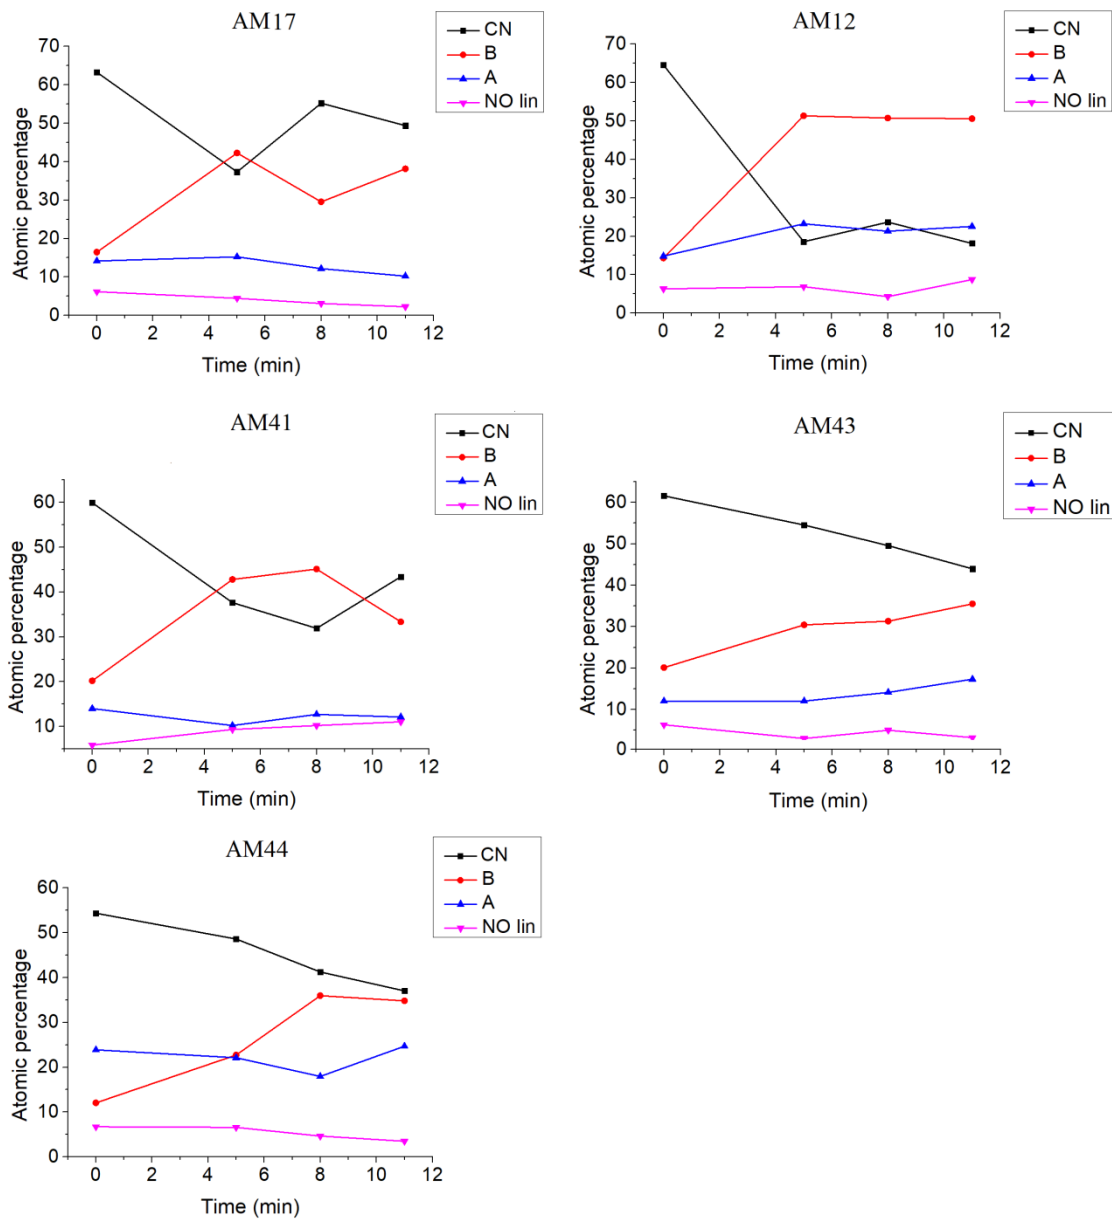 AM17
CN
B
A
NO lin
70
60
50
40
30
20
10
0
Atomic percentage
0 2 4 6 8 10 12
Time (min)
AM12
CN
B
A
NO lin
70
60
50
40
30
20
10
0
Atomic percentage
0 2 4 6 8 10 12
Time (min)
AM41
CN
B
A
NO lin
60
50
40
30
20
10
Atomic percentage
0 2 4 6 8 10 12
Time (min)
AM43
CN
B
A
NO lin
60
50
40
30
20
10
0
Atomic percentage
0 2 4 6 8 10 12
Time (min)
AM44
CN
B
A
NO lin
60
50
40
30
20
10
0
Atomic percentage
0 2 4 6 8 10 12
Time (min)